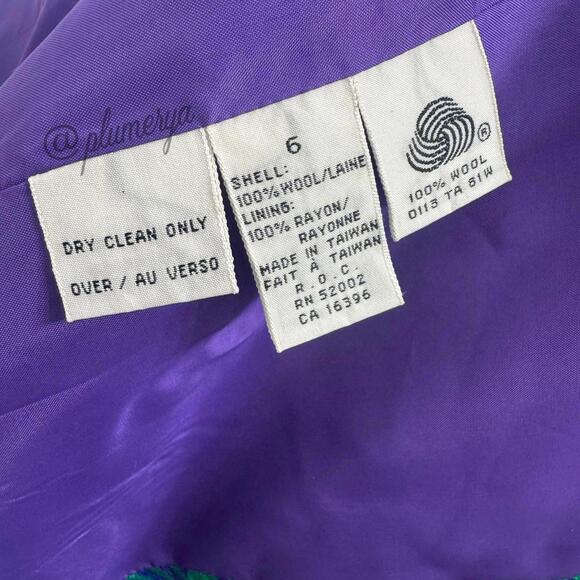 @plumerya
DRY CLEAN ONLY
OVER / AU VERSO
6
SHELL:
100% WOOL/LAINE
LINING:
100% RAYON/
RAYONNE
MADE IN TAIWAN
FAIT À TAIWAN
R.O.C.
RN 52002
CA 16396
®
100% WOOL
0113 TA 61W